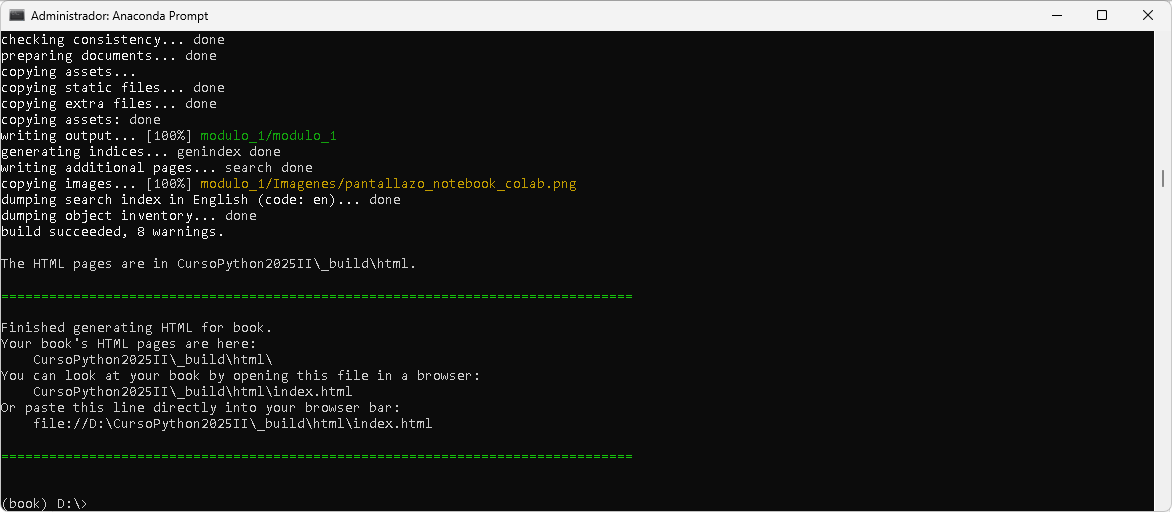 Administrador: Anaconda Prompt
checking consistency... done
preparing documents... done
copying assets...
copying static files... done
copying extra files... done
copying assets: done
writing output... [100%] modulo_1/modulo_1
generating indices... genindex done
writing additional pages... search done
copying images... [100%] modulo_1/Imagenes/pantallazo_notebook_colab.png
dumping search index in English (code: en)... done
dumping object inventory... done
build succeeded, 8 warnings.
The HTML pages are in CursoPython2025II\_build\html.
===============================================================================
Finished generating HTML for book.
Your book's HTML pages are here:
    CursoPython2025II\_build\html\
You can look at your book by opening this file in a browser:
    CursoPython2025II\_build\html\index.html
Or paste this line directly into your browser bar:
    file://D:\CursoPython2025II\_build\html\index.html
===============================================================================
(book) D:\>